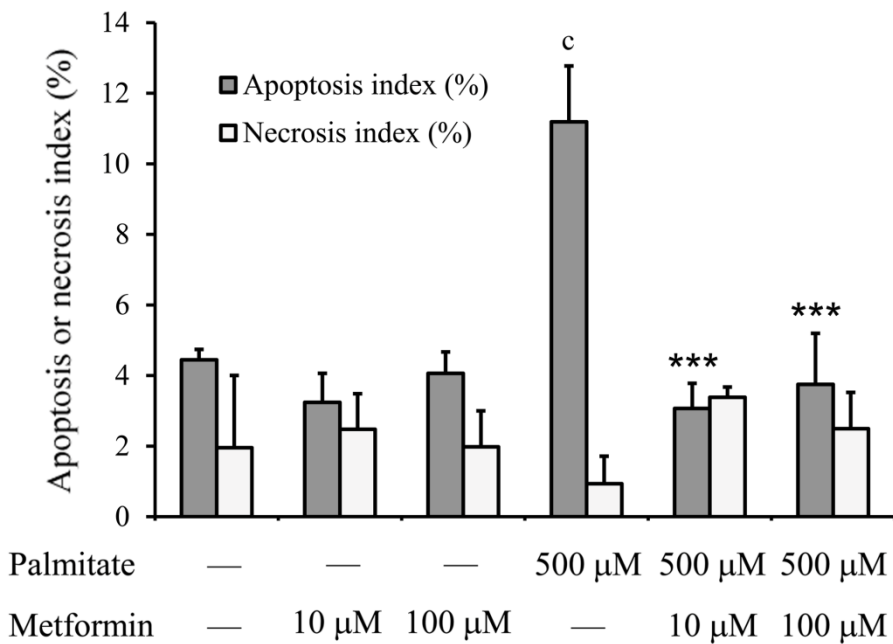 Apoptosis or necrosis index (%)
14
12
10
8
6
4
2
0
Apoptosis index (%)
Necrosis index (%)
c
***
***
Palmitate — — — 500 μM 500 μM 500 μM
Metformin — 10 μM 100 μM — 10 μM 100 μM